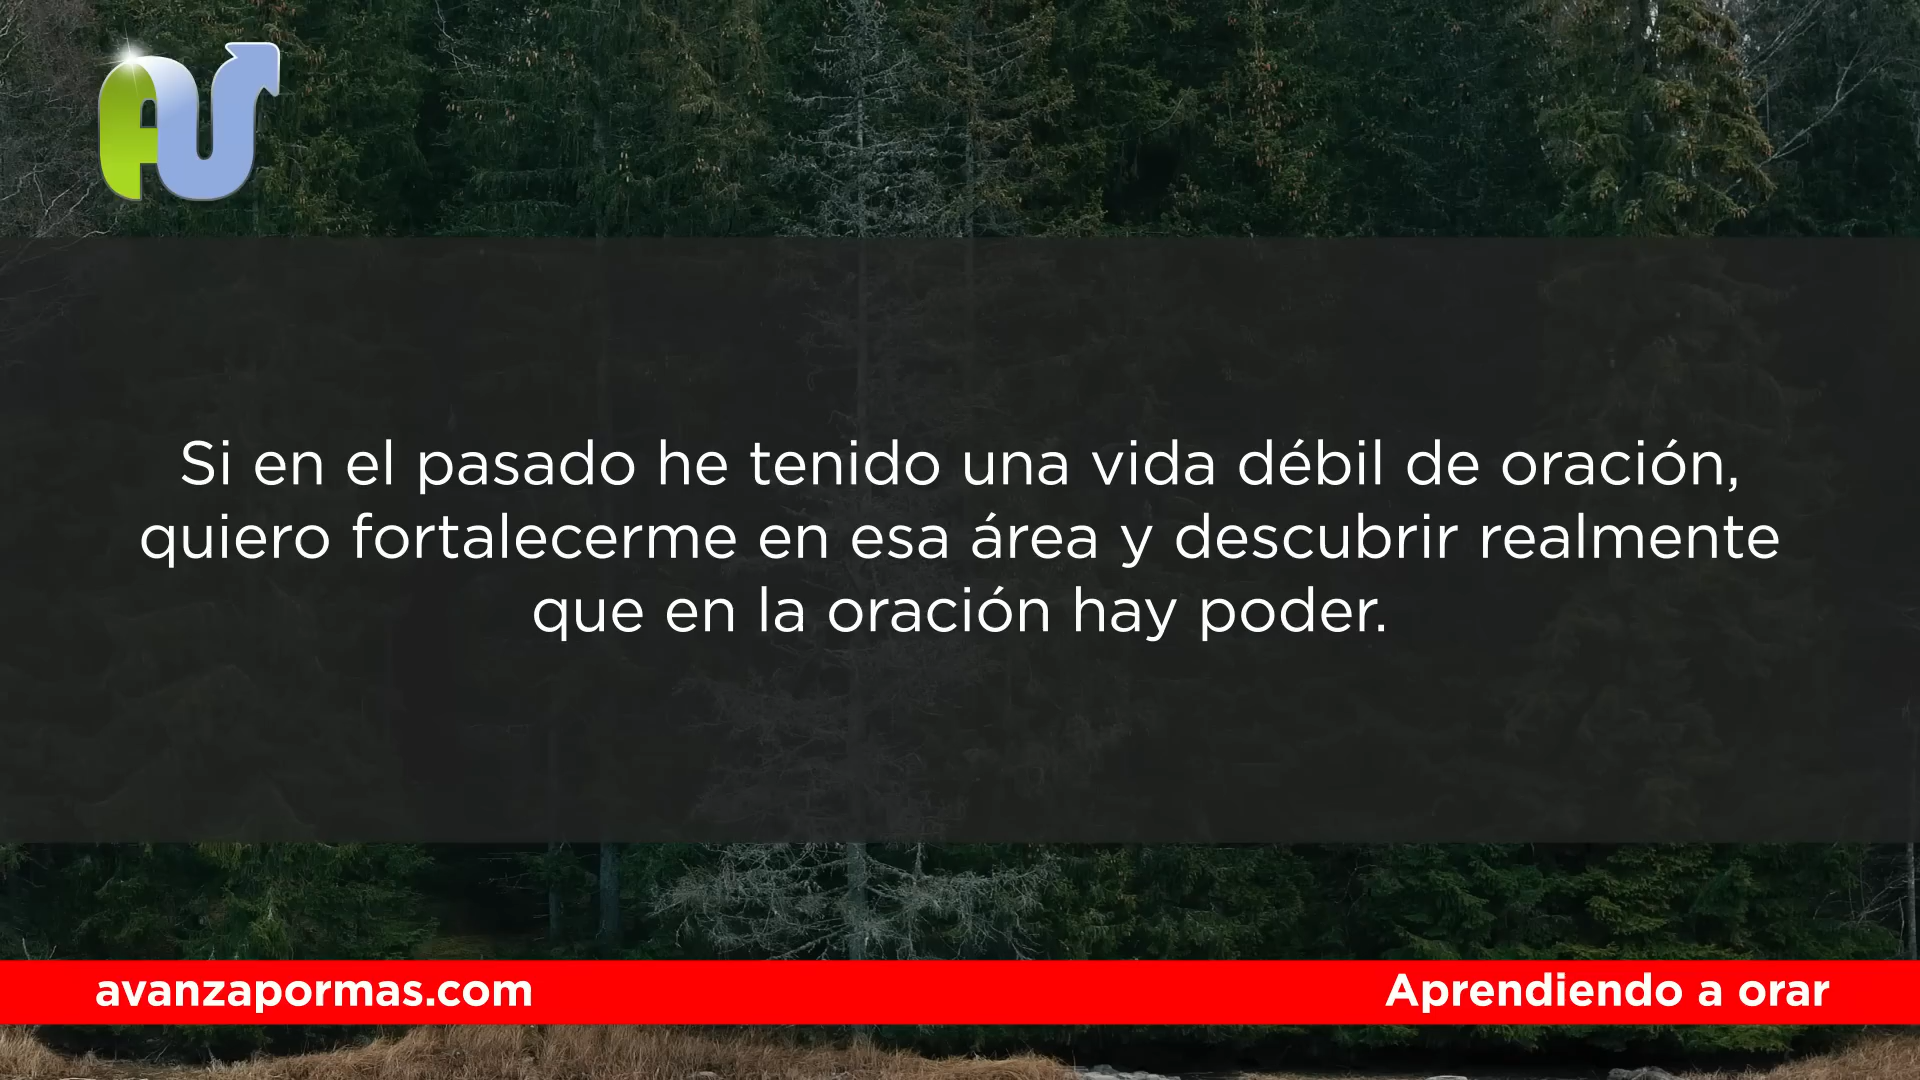 Si en el pasado he tenido una vida débil de oración,
quiero fortalecerme en esa área y descubrir realmente
que en la oración hay poder.
avanzapormas.com
Aprendiendo a orar